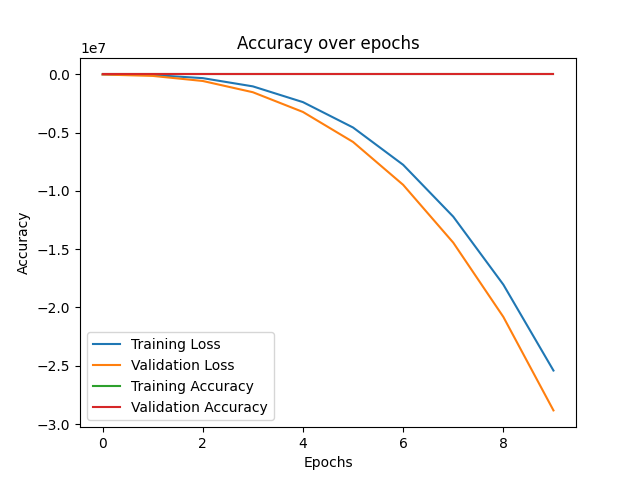 Accuracy over epochs
1e7
0.0
−0.5
−1.0
−1.5
−2.0
−2.5
−3.0
Accuracy
Training Loss
Validation Loss
Training Accuracy
Validation Accuracy
0 2 4 6 8
Epochs